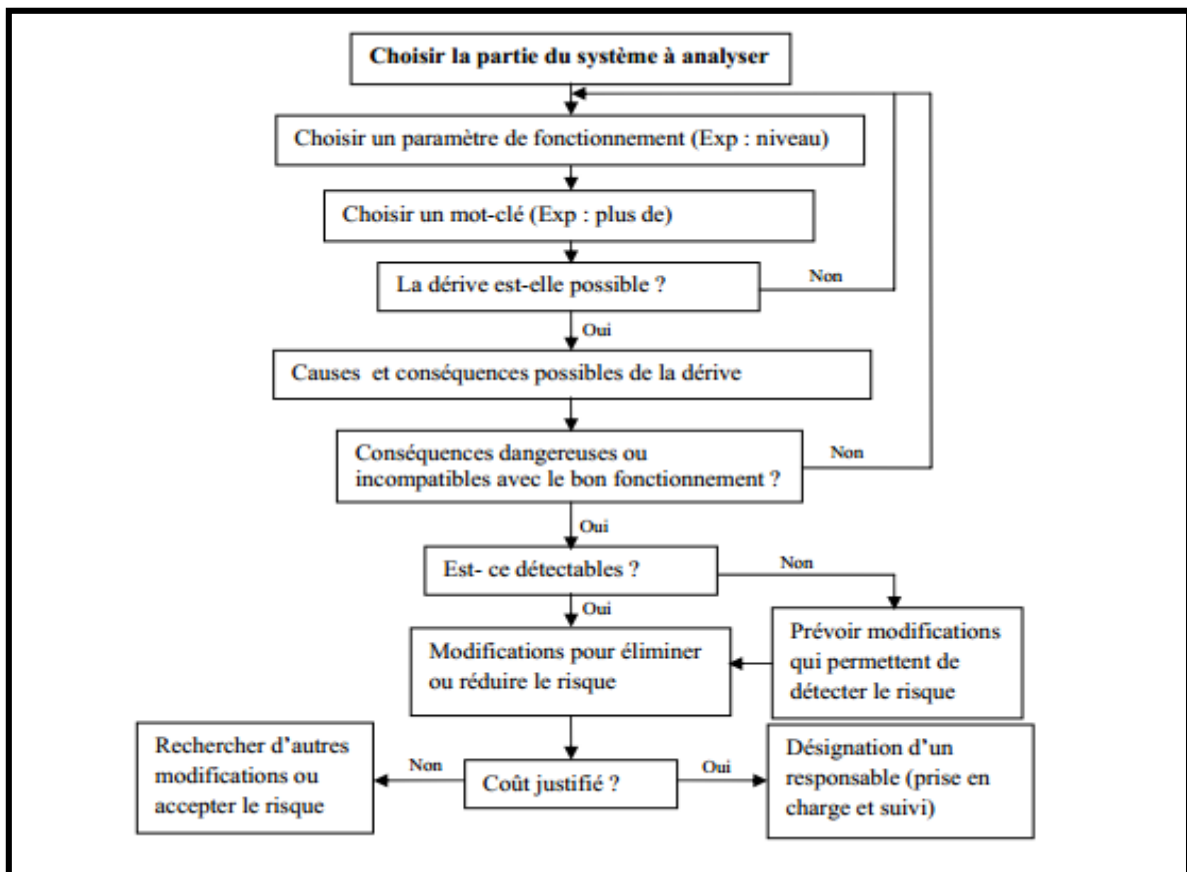 Choisir la partie du système à analyser
Choisir un paramètre de fonctionnement (Exp : niveau)
Choisir un mot-clé (Exp : plus de)
La dérive est-elle possible ?
Non
Oui
Causes et conséquences possibles de la dérive
Conséquences dangereuses ou
incompatibles avec le bon fonctionnement ?
Non
Oui
Est- ce détectables ?
Non
Oui
Modifications pour éliminer
ou réduire le risque
Prévoir modifications
qui permettent de
détecter le risque
Rechercher d'autres
modifications ou
accepter le risque
Non
Coût justifié ?
Oui
Désignation d'un
responsable (prise en
charge et suivi)